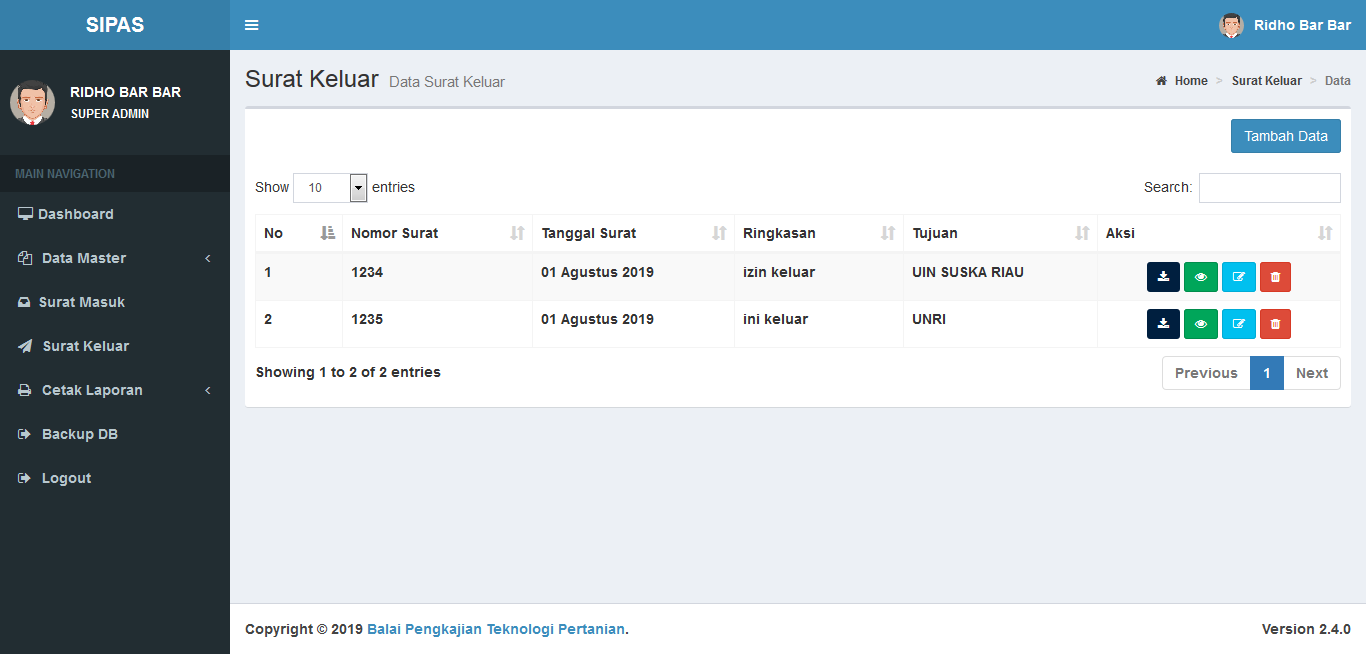 SIPAS
Ridho Bar Bar
RIDHO BAR BAR
SUPER ADMIN
MAIN NAVIGATION
Dashboard
Data Master
Surat Masuk
Surat Keluar
Cetak Laporan
Backup DB
Logout
Surat Keluar Data Surat Keluar
Home > Surat Keluar > Data
Tambah Data
Show 10 entries Search:
No Nomor Surat Tanggal Surat Ringkasan Tujuan Aksi
1 1234 01 Agustus 2019 izin keluar UIN SUSKA RIAU
2 1235 01 Agustus 2019 ini keluar UNRI
Showing 1 to 2 of 2 entries Previous 1 Next
Copyright © 2019 Balai Pengkajian Teknologi Pertanian. Version 2.4.0